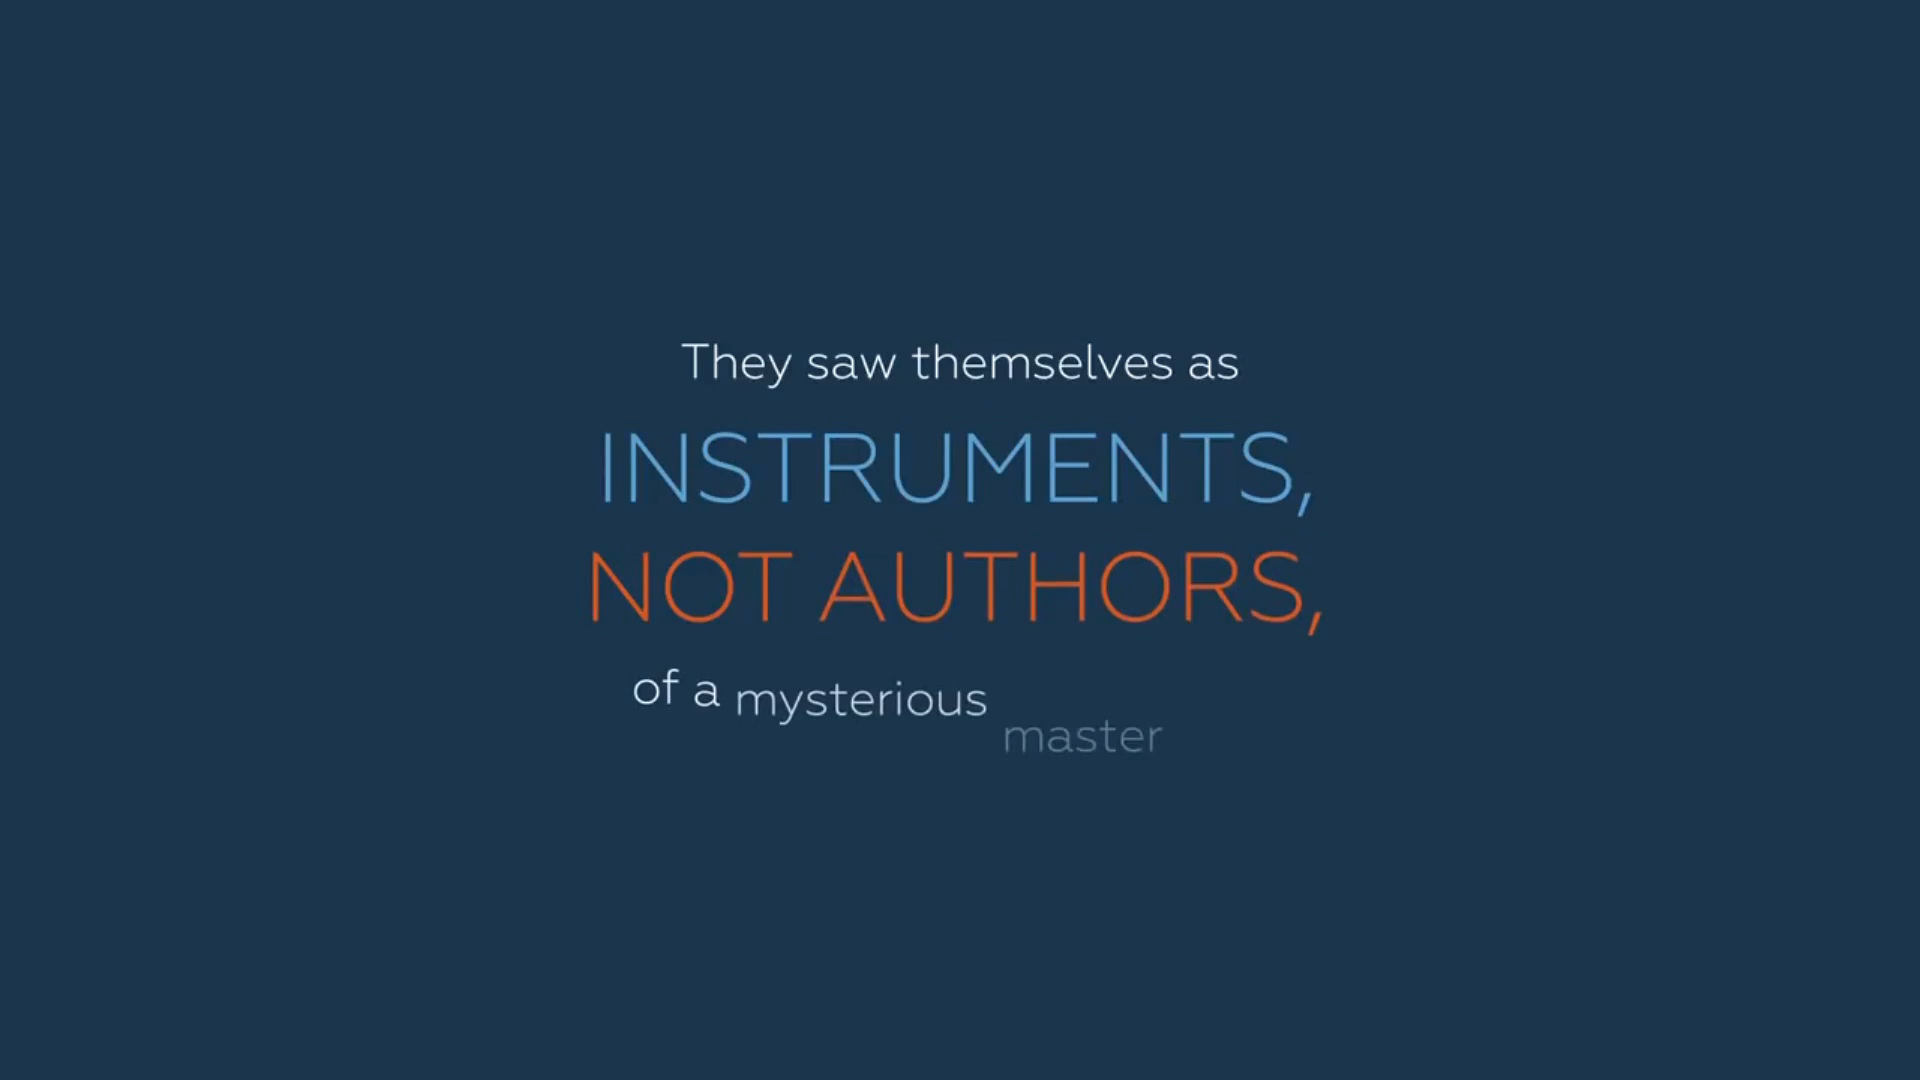 They saw themselves as
INSTRUMENTS,
NOT AUTHORS,
of a mysterious master